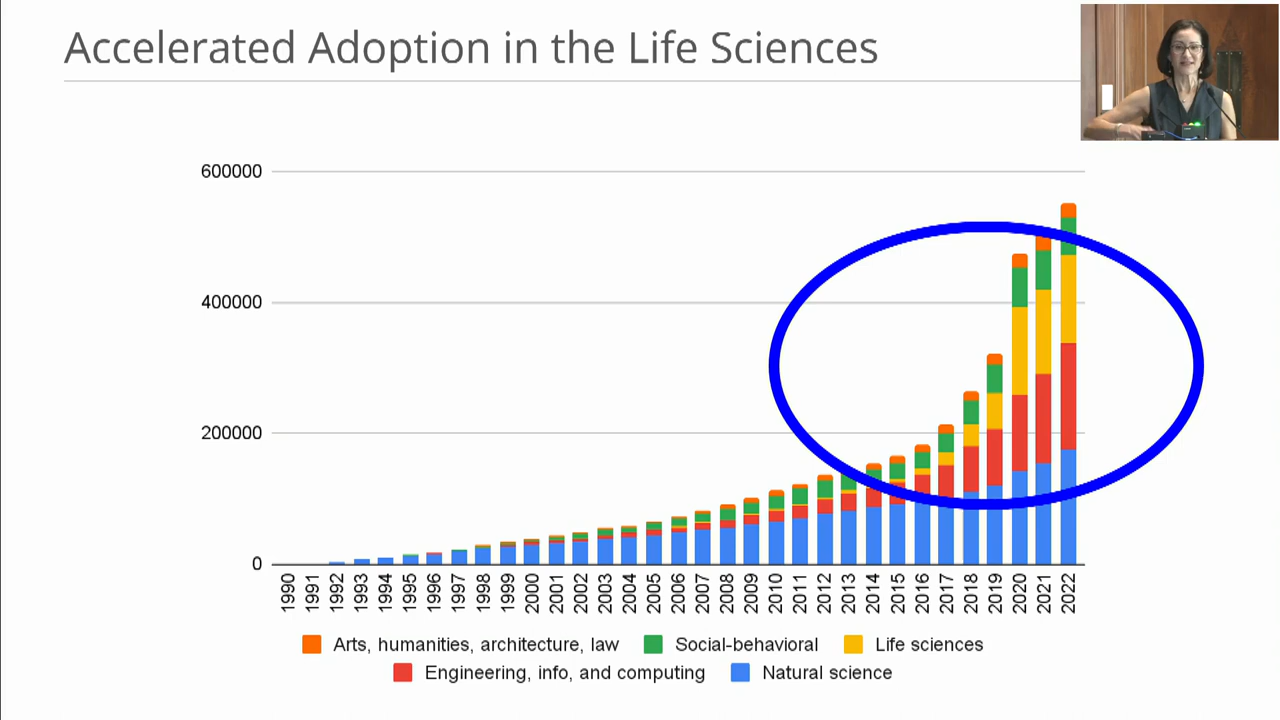 Accelerated Adoption in the Life Sciences
600000
400000
200000
0
1990 1991 1992 1993 1994 1995 1996 1997 1998 1999 2000 2001 2002 2003 2004 2005 2006 2007 2008 2009 2010 2011 2012 2013 2014 2015 2016 2017 2018 2019 2020 2021 2022
Arts, humanities, architecture, law Social-behavioral Life sciences
Engineering, info, and computing Natural science